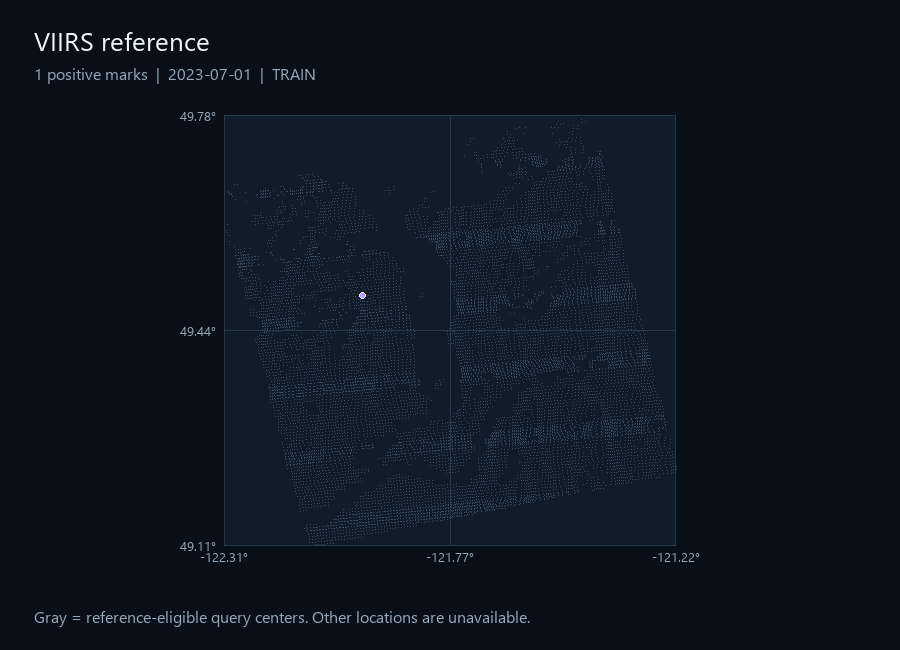 VIIRS reference
1 positive marks | 2023-07-01 | TRAIN
49.78°
49.44°
49.11°
-122.31°
-121.77°
-121.22°
Gray = reference-eligible query centers. Other locations are unavailable.